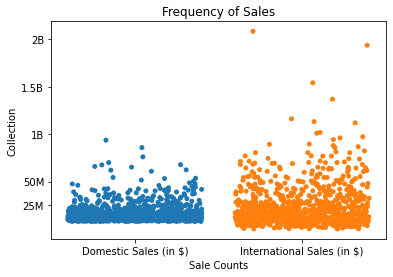 Frequency of Sales
2B
1.5B
1B
50M
25M
Collection
Domestic Sales (in $)
International Sales (in $)
Sale Counts